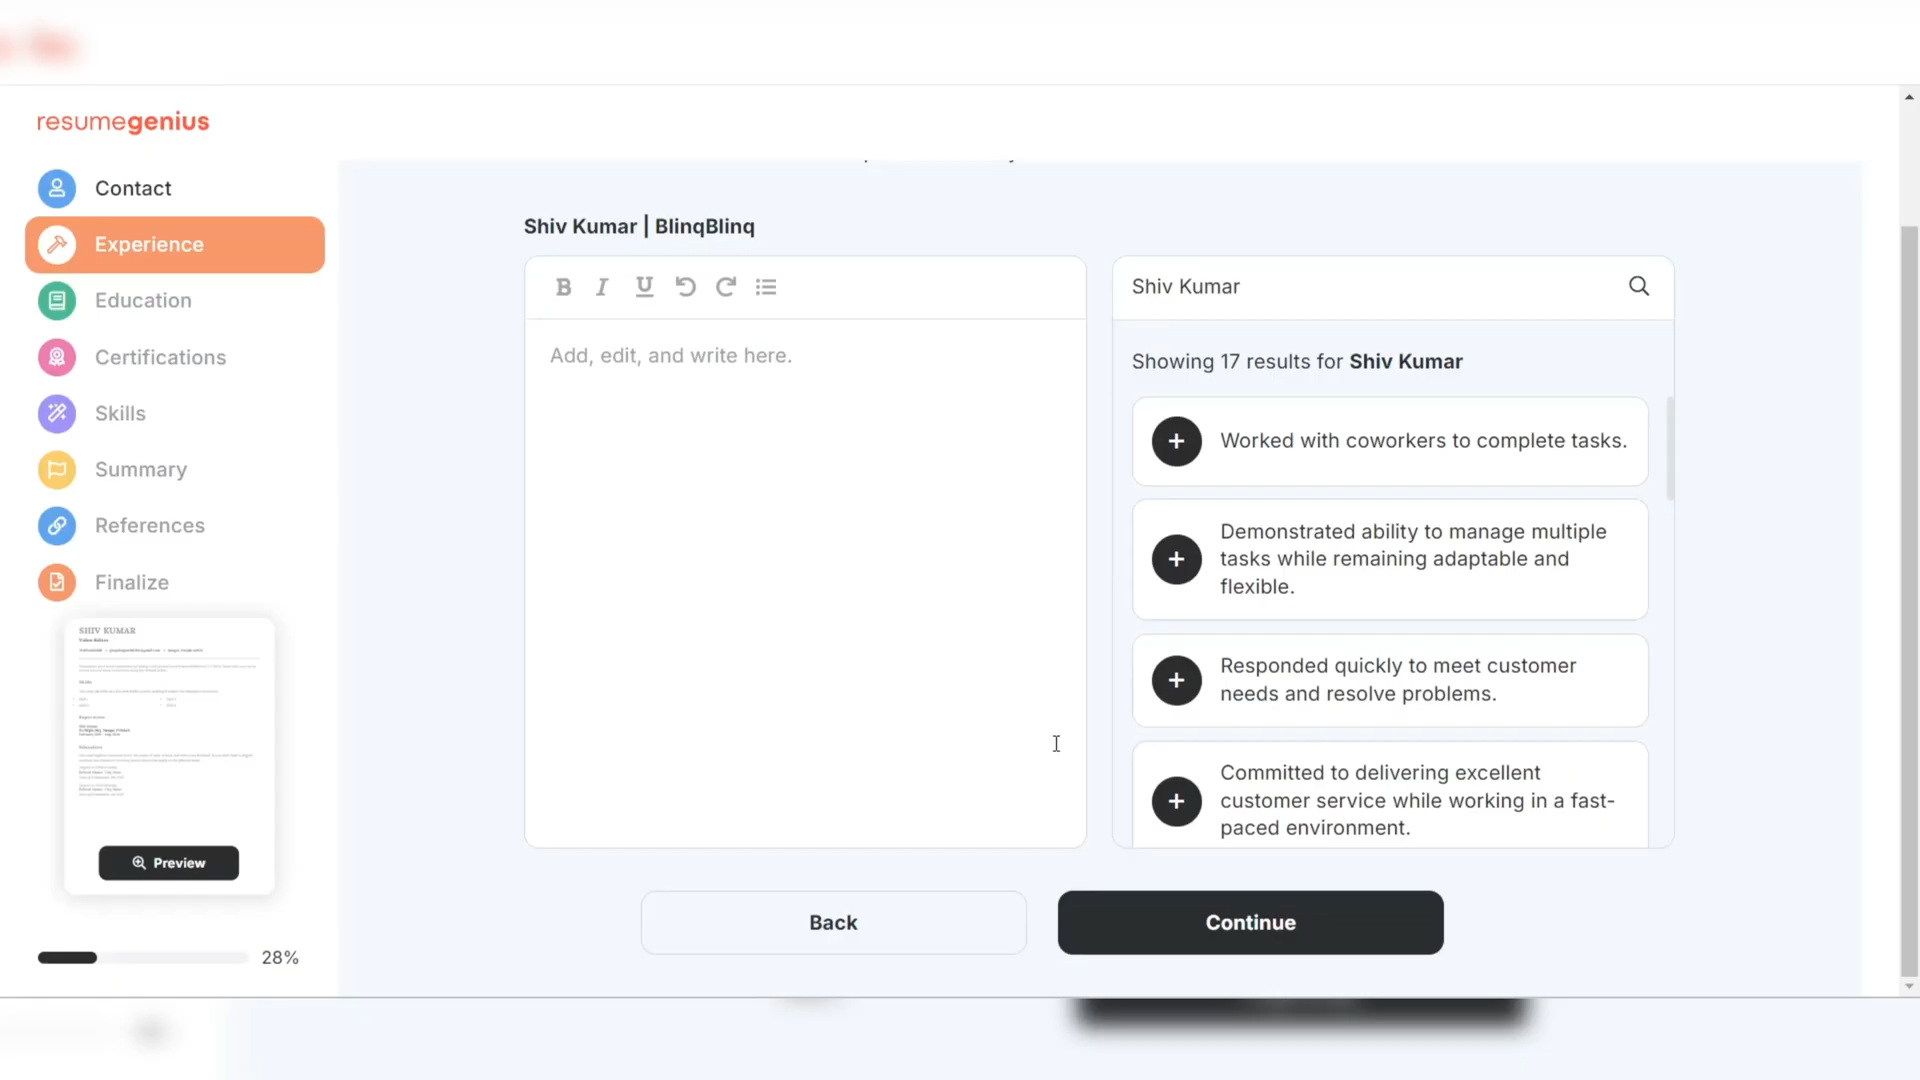 resumegenius
Contact
Experience
Education
Certifications
Skills
Summary
References
Finalize
SHIV KUMAR
Video Editor
Preview
28%
Shiv Kumar | BlinqBlinq
B I U
Add, edit, and write here.
Shiv Kumar
Showing 17 results for Shiv Kumar
Worked with coworkers to complete tasks.
Demonstrated ability to manage multiple
tasks while remaining adaptable and
flexible.
Responded quickly to meet customer
needs and resolve problems.
Committed to delivering excellent
customer service while working in a fast-
paced environment.
Back
Continue